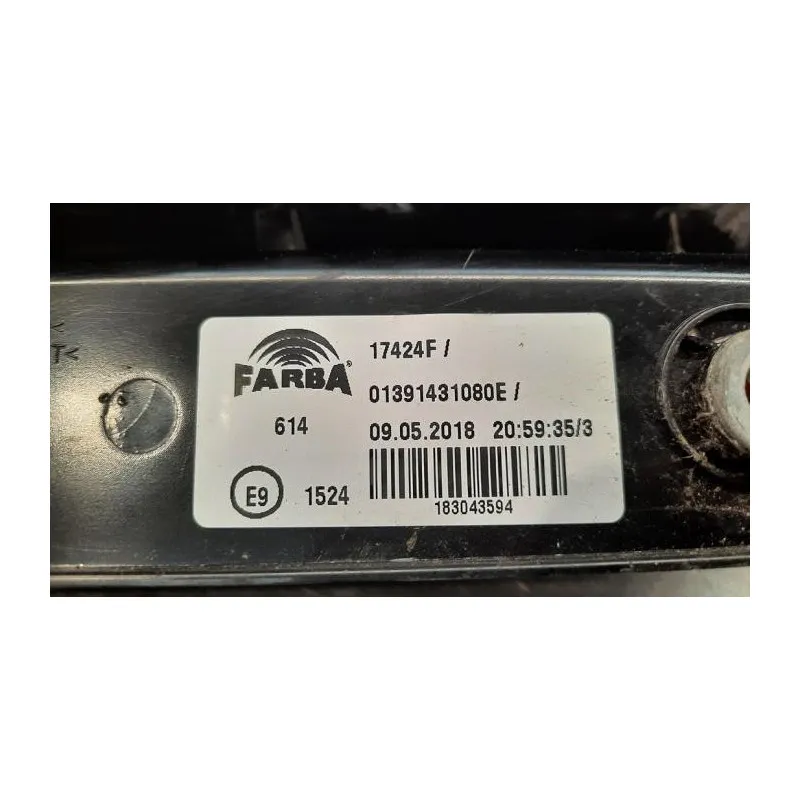 FARBA®
17424F /
01391431080E /
614
09.05.2018 20:59:35/3
E9 1524
183043594